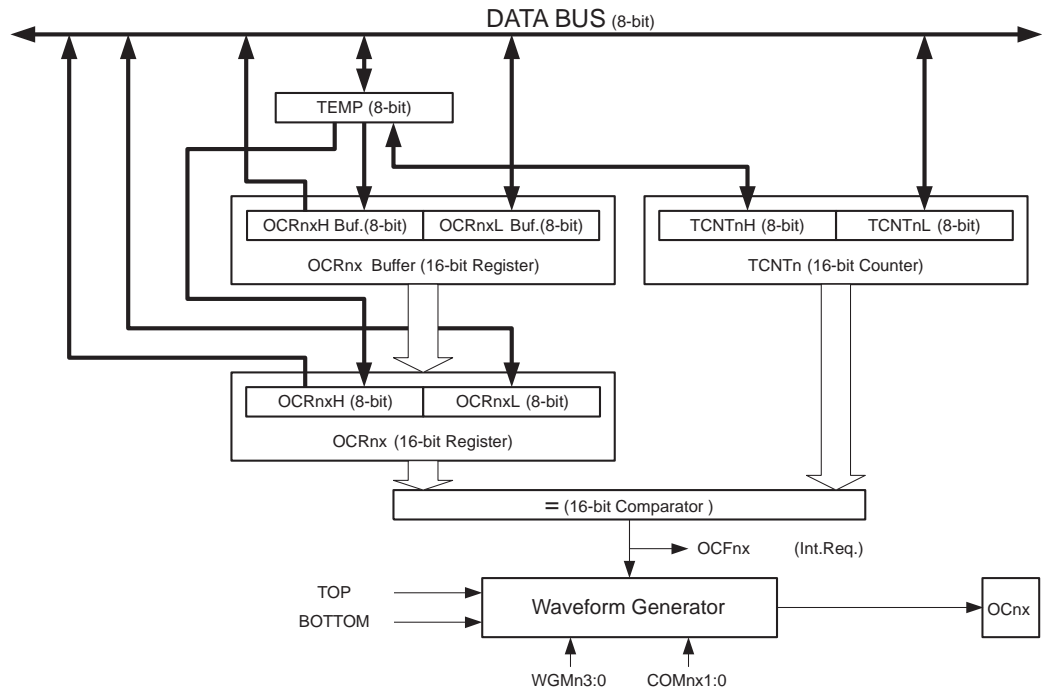 DATA BUS (8-bit)
TEMP (8-bit)
OCRnxH Buf.(8-bit) OCRnxL Buf.(8-bit)
OCRnx Buffer (16-bit Register)
TCNTnH (8-bit) TCNTnL (8-bit)
TCNTn (16-bit Counter)
OCRnxH (8-bit) OCRnxL (8-bit)
OCRnx (16-bit Register)
= (16-bit Comparator )
OCFnx (Int.Req.)
TOP
BOTTOM
Waveform Generator
OCnx
WGMn3:0 COMnx1:0